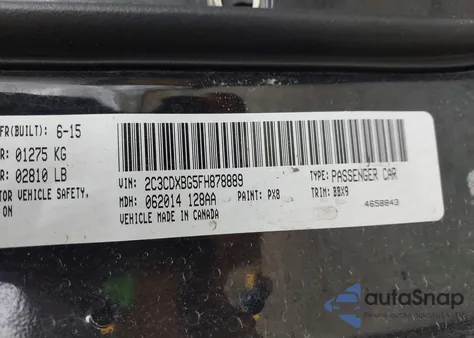 FR(BUILT): 6-15
R: 01275 KG
R: 02810 LB
TOR VEHICLE SAFETY,
ON
VIN: 2C3CDXBG5FH878889
TYPE: PASSENGER CAR
MDH: 062014 128AA
PAINT: PX8
TRIM: BBX9
VEHICLE MADE IN CANADA
4658843
autoSnap